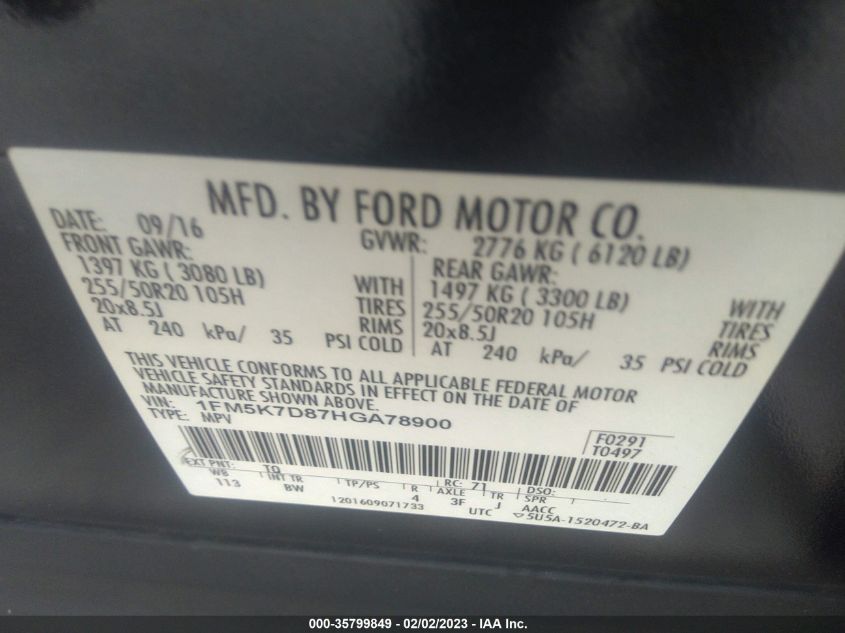 MFD. BY FORD MOTOR CO.
DATE: 09/16 GVWR: 2776 KG ( 6120 LB)
FRONT GAWR: REAR GAWR:
1397 KG ( 3080 LB) WITH 1497 KG ( 3300 LB) WITH
255/50R20 105H TIRES 255/50R20 105H TIRES
20x8.5J RIMS 20x8.5J RIMS
AT 240 kPa/ 35 PSI COLD AT 240 kPa/ 35 PSI COLD
THIS VEHICLE CONFORMS TO ALL APPLICABLE FEDERAL MOTOR
VEHICLE SAFETY STANDARDS IN EFFECT ON THE DATE OF
MANUFACTURE SHOWN ABOVE.
VIN: 1FM5K7D87HGA78900
TYPE: MPV
F0291
T0497
EXT PNT: TQ RC: 71 DSO:
WB INT TR TP/PS R AXLE TR SPR
113 BW 4 3F J AACC
1201609071733 UTC 5U5A-1520472-BA
000-35799849 - 02/02/2023 - IAA Inc.